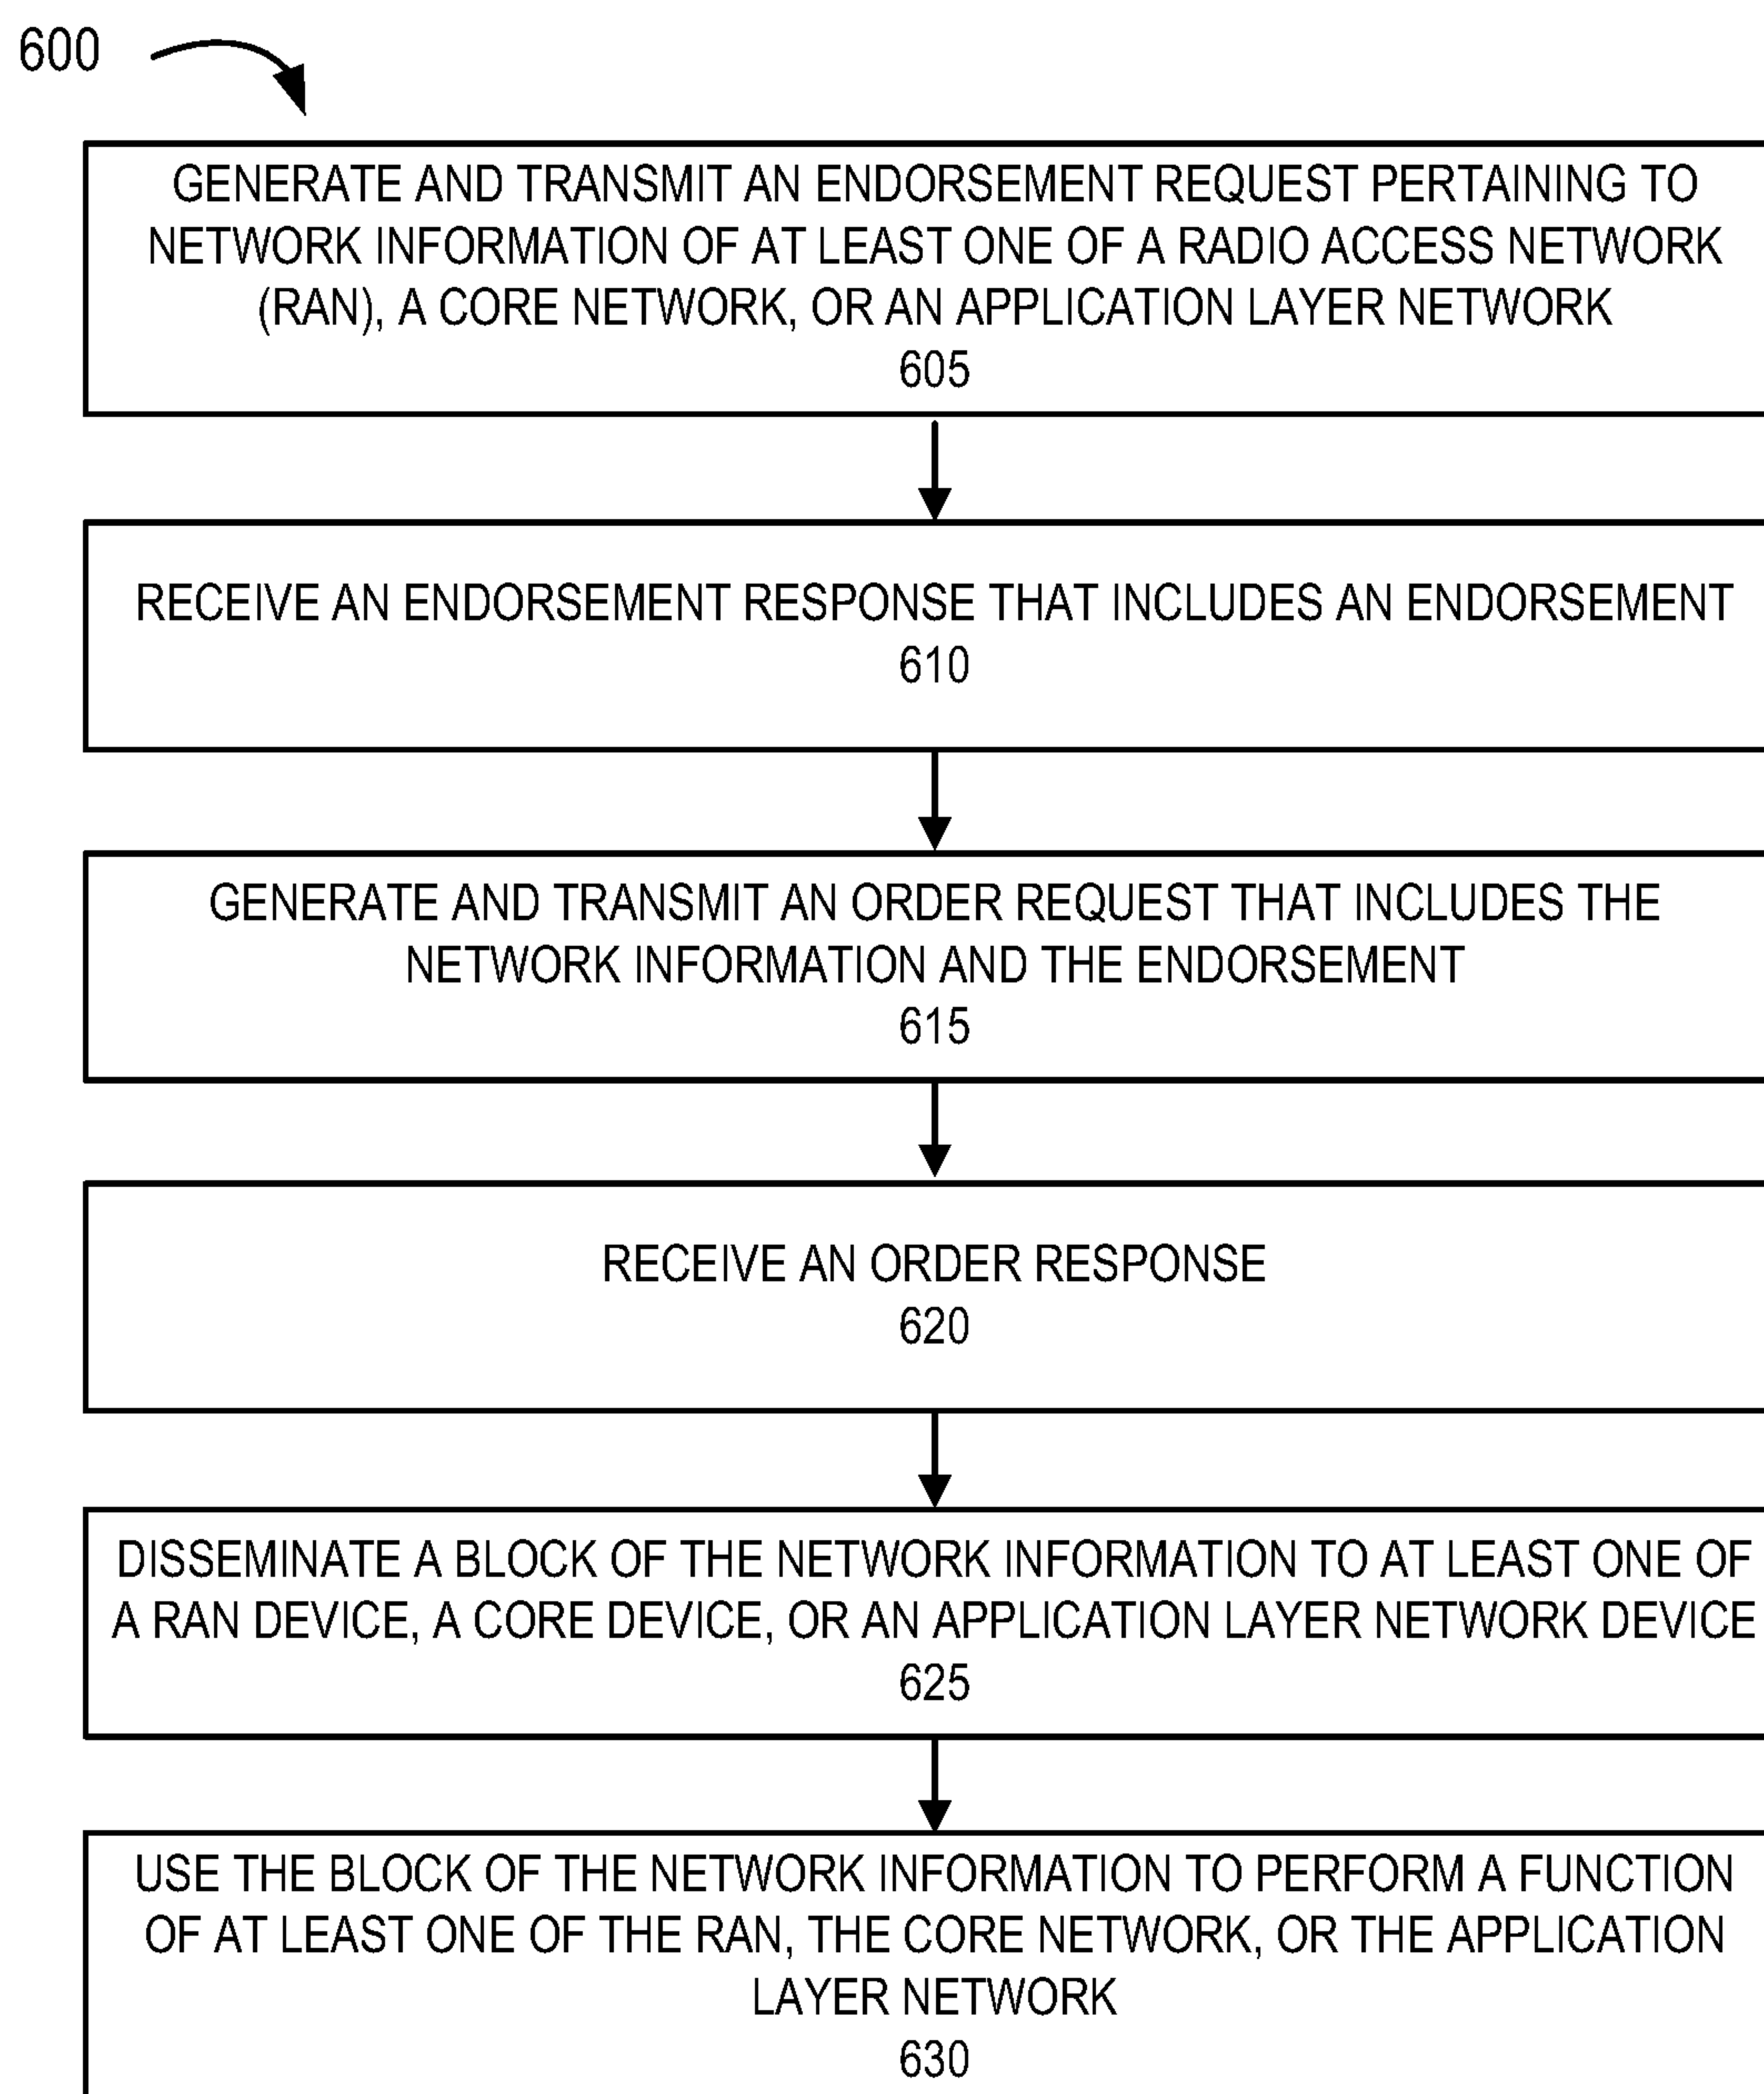 600
GENERATE AND TRANSMIT AN ENDORSEMENT REQUEST PERTAINING TO
NETWORK INFORMATION OF AT LEAST ONE OF A RADIO ACCESS NETWORK
(RAN), A CORE NETWORK, OR AN APPLICATION LAYER NETWORK
605
RECEIVE AN ENDORSEMENT RESPONSE THAT INCLUDES AN ENDORSEMENT
610
GENERATE AND TRANSMIT AN ORDER REQUEST THAT INCLUDES THE
NETWORK INFORMATION AND THE ENDORSEMENT
615
RECEIVE AN ORDER RESPONSE
620
DISSEMINATE A BLOCK OF THE NETWORK INFORMATION TO AT LEAST ONE OF
A RAN DEVICE, A CORE DEVICE, OR AN APPLICATION LAYER NETWORK DEVICE
625
USE THE BLOCK OF THE NETWORK INFORMATION TO PERFORM A FUNCTION
OF AT LEAST ONE OF THE RAN, THE CORE NETWORK, OR THE APPLICATION
LAYER NETWORK
630